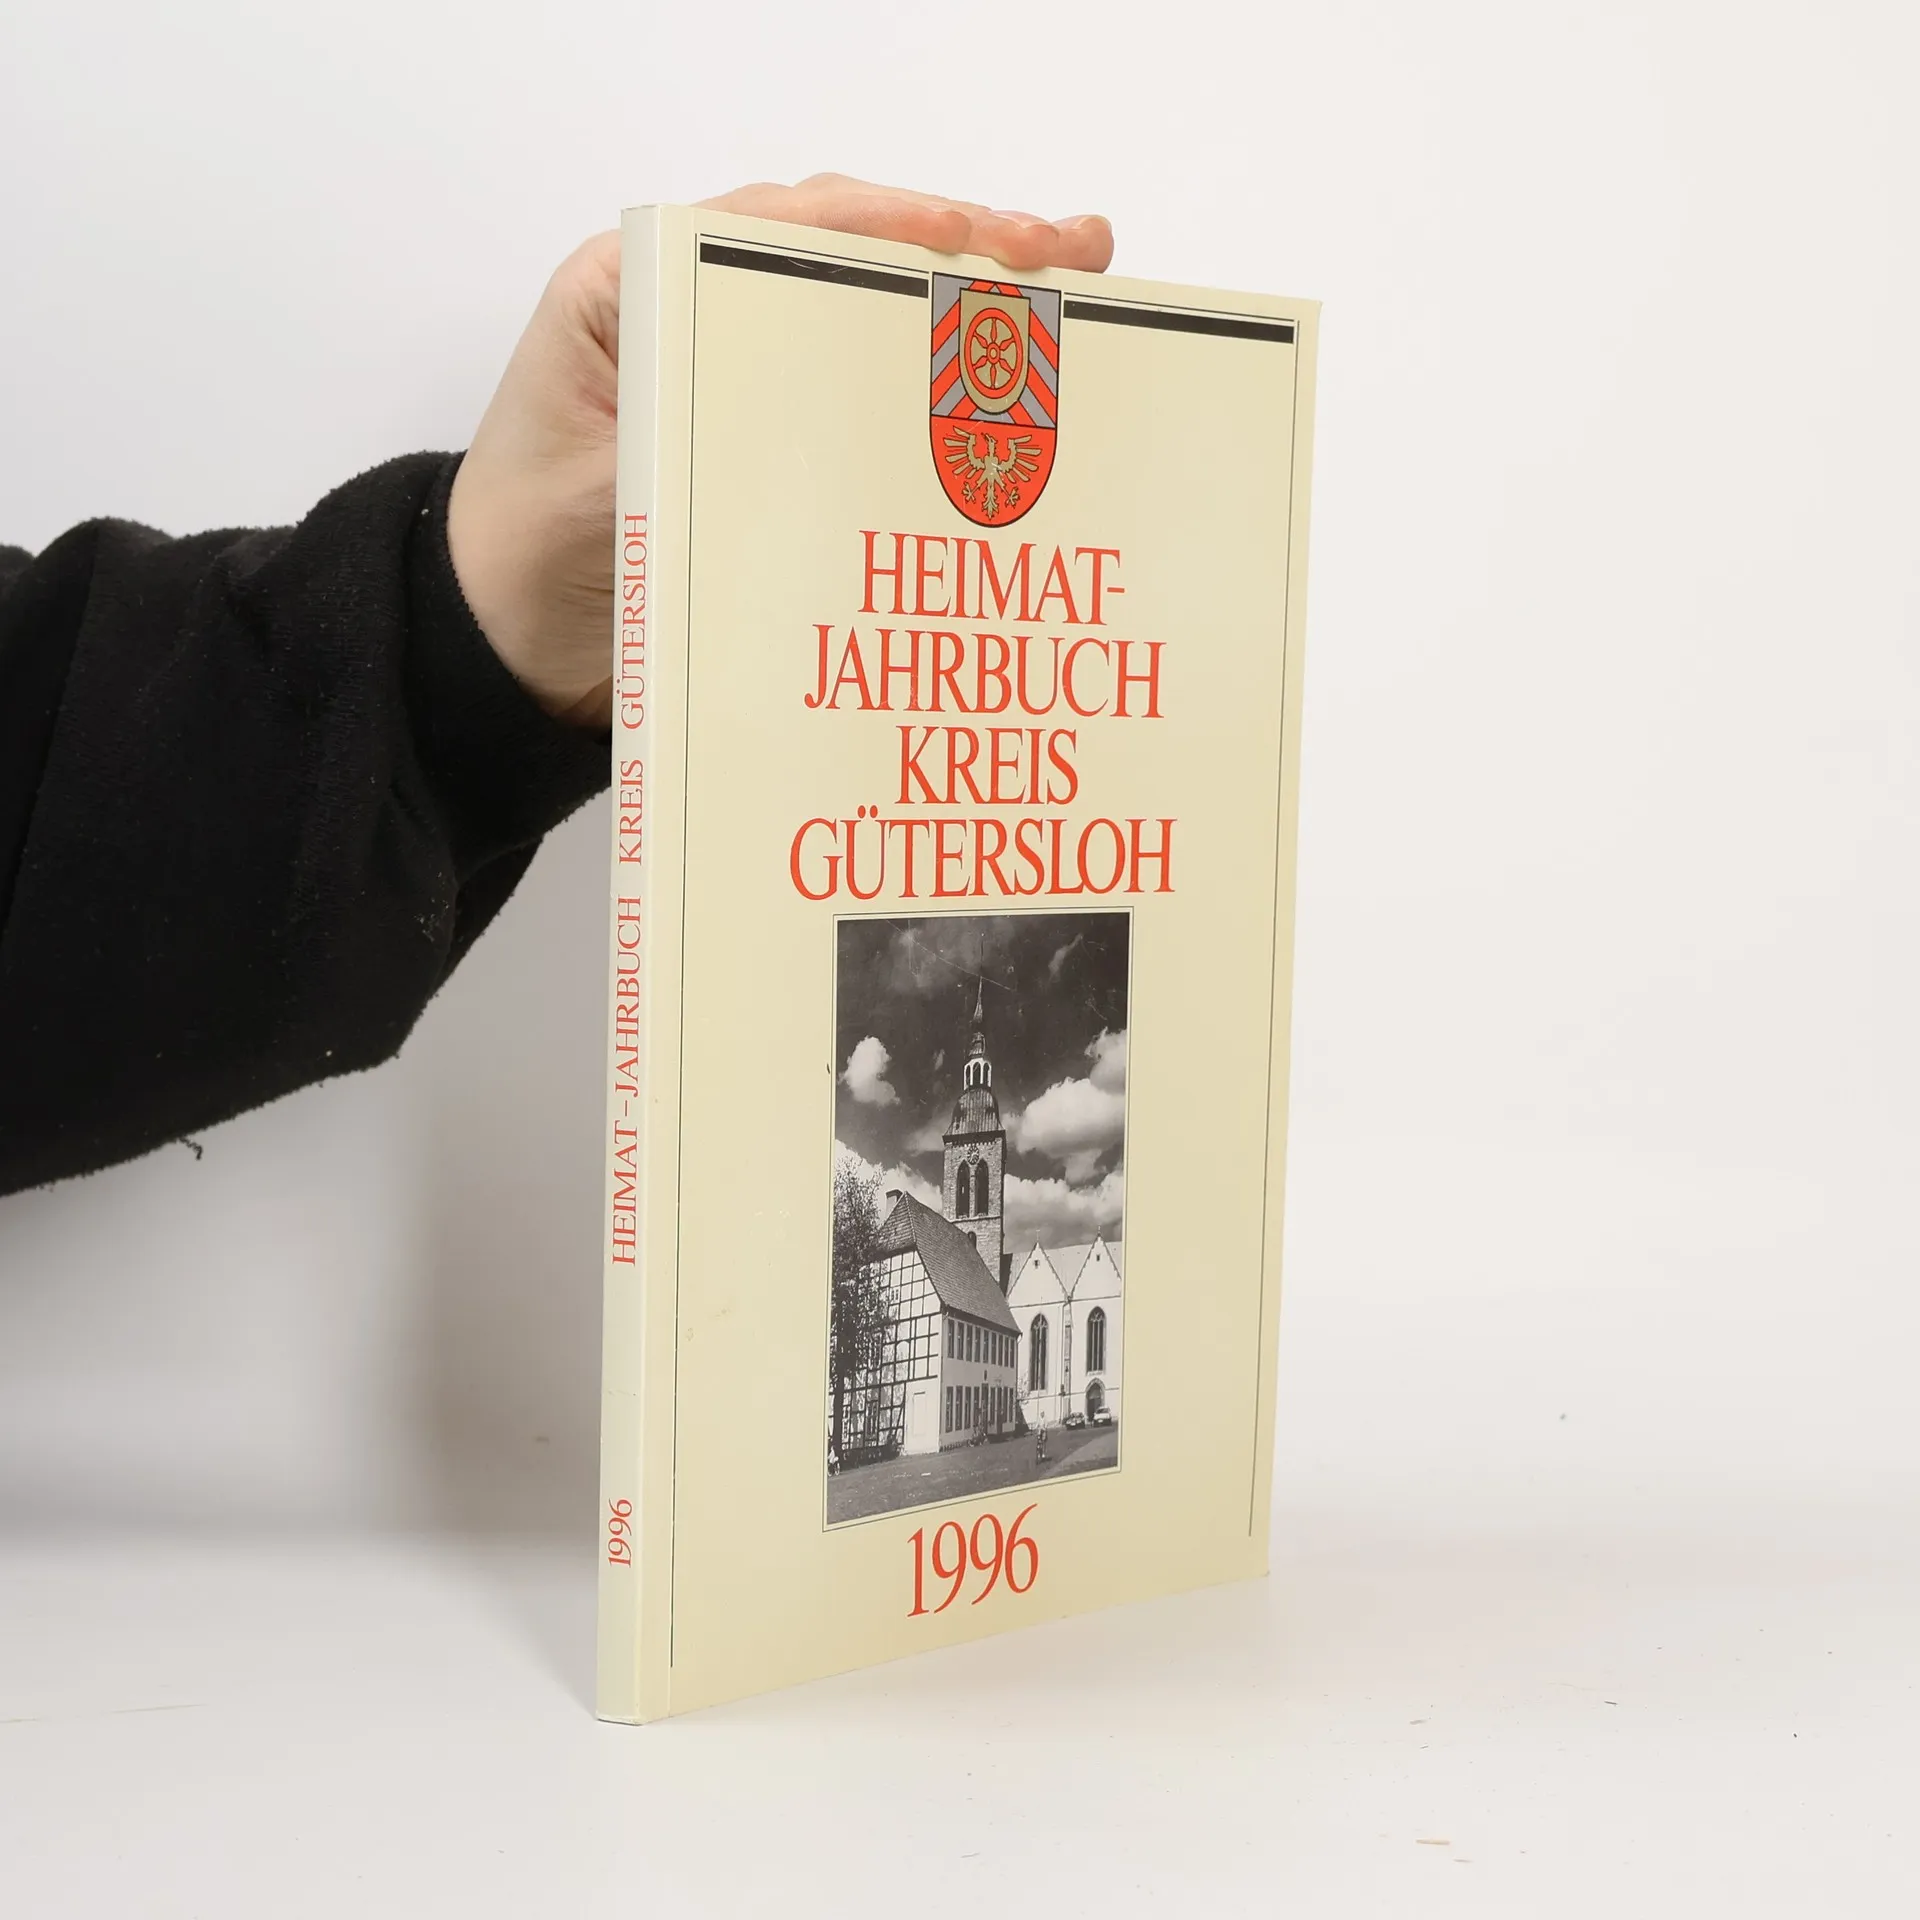 HEIMAT-
JAHRBUCH
KREIS
GÜTERSLOH
1996
HEIMAT-JAHRBUCH KREIS GÜTERSLOH
1996